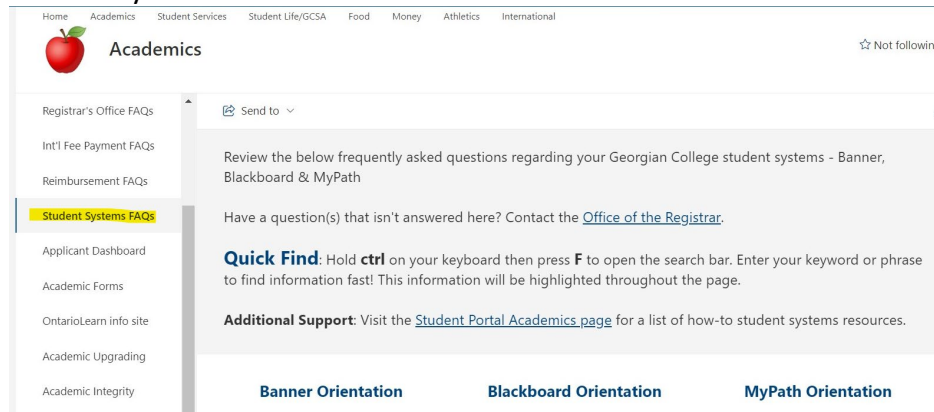 Home Academics Student Services Student Life/GCSA Food Money Athletics International
Academics
Not followin
Registrar's Office FAQs
Int'l Fee Payment FAQs
Reimbursement FAQs
Student Systems FAQs
Applicant Dashboard
Academic Forms
OntarioLearn info site
Academic Upgrading
Academic Integrity
Send to
Review the below frequently asked questions regarding your Georgian College student systems - Banner,
Blackboard & MyPath
Have a question(s) that isn't answered here? Contact the Office of the Registrar.
Quick Find: Hold ctrl on your keyboard then press F to open the search bar. Enter your keyword or phrase
to find information fast! This information will be highlighted throughout the page.
Additional Support: Visit the Student Portal Academics page for a list of how-to student systems resources.
Banner Orientation Blackboard Orientation MyPath Orientation